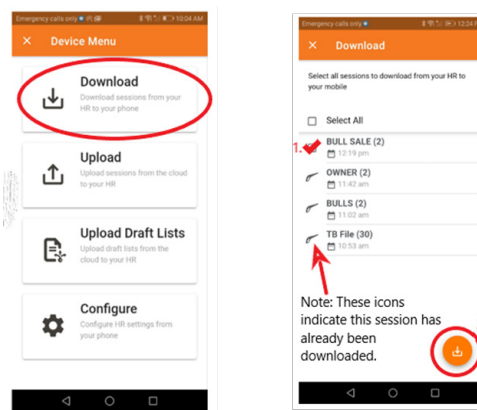 Emergency calls only
10:04 AM
× Device Menu
Download
Download sessions from your
HR to your phone
Upload
Upload sessions from the cloud
to your HR
Upload Draft Lists
Upload draft lists from the
cloud to your HR
Configure
Configure HR settings from
your phone
Emergency calls only
12:24
× Download
Select all sessions to download from your HR to
your mobile
Select All
1.
BULL SALE (2)
12:19 pm
OWNER (2)
11:42 am
BULLS (2)
11:02 am
TB File (30)
10:53 am
Note: These icons
indicate this session has
already been
downloaded.